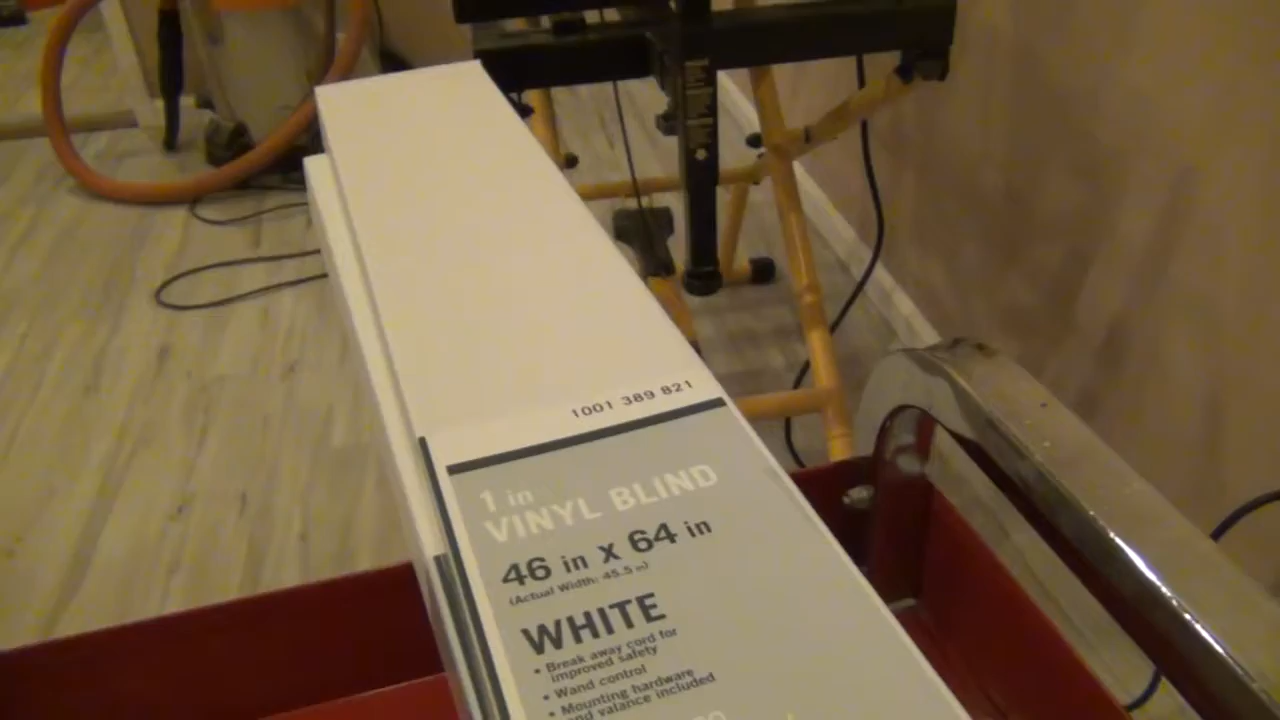 1001 389 821
1 in
VINYL BLIND
46 in x 64 in
(Actual Width: 45.5 in)
WHITE
• Break away cord for
improved safety
• Wand control
• Mounting hardware
and valance included